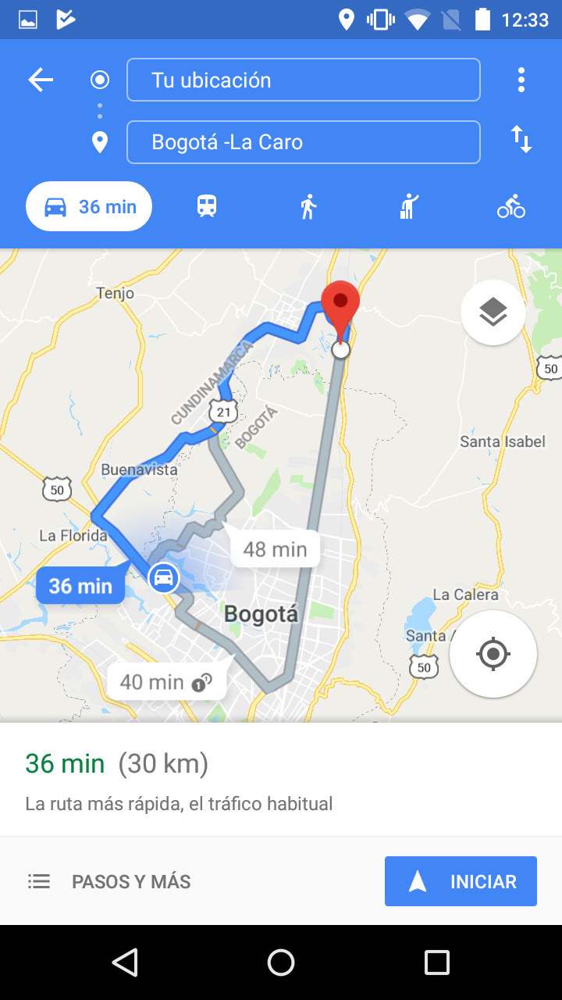 12:33
Tu ubicación
Bogotá -La Caro
36 min
Tenjo
CUNDINAMARCA
50
21
BOGOTÁ
Santa Isabel
Buenavista
50
La Florida
48 min
36 min
La Calera
Bogotá
Santa
50
40 min 1
36 min (30 km)
La ruta más rápida, el tráfico habitual
PASOS Y MÁS
INICIAR